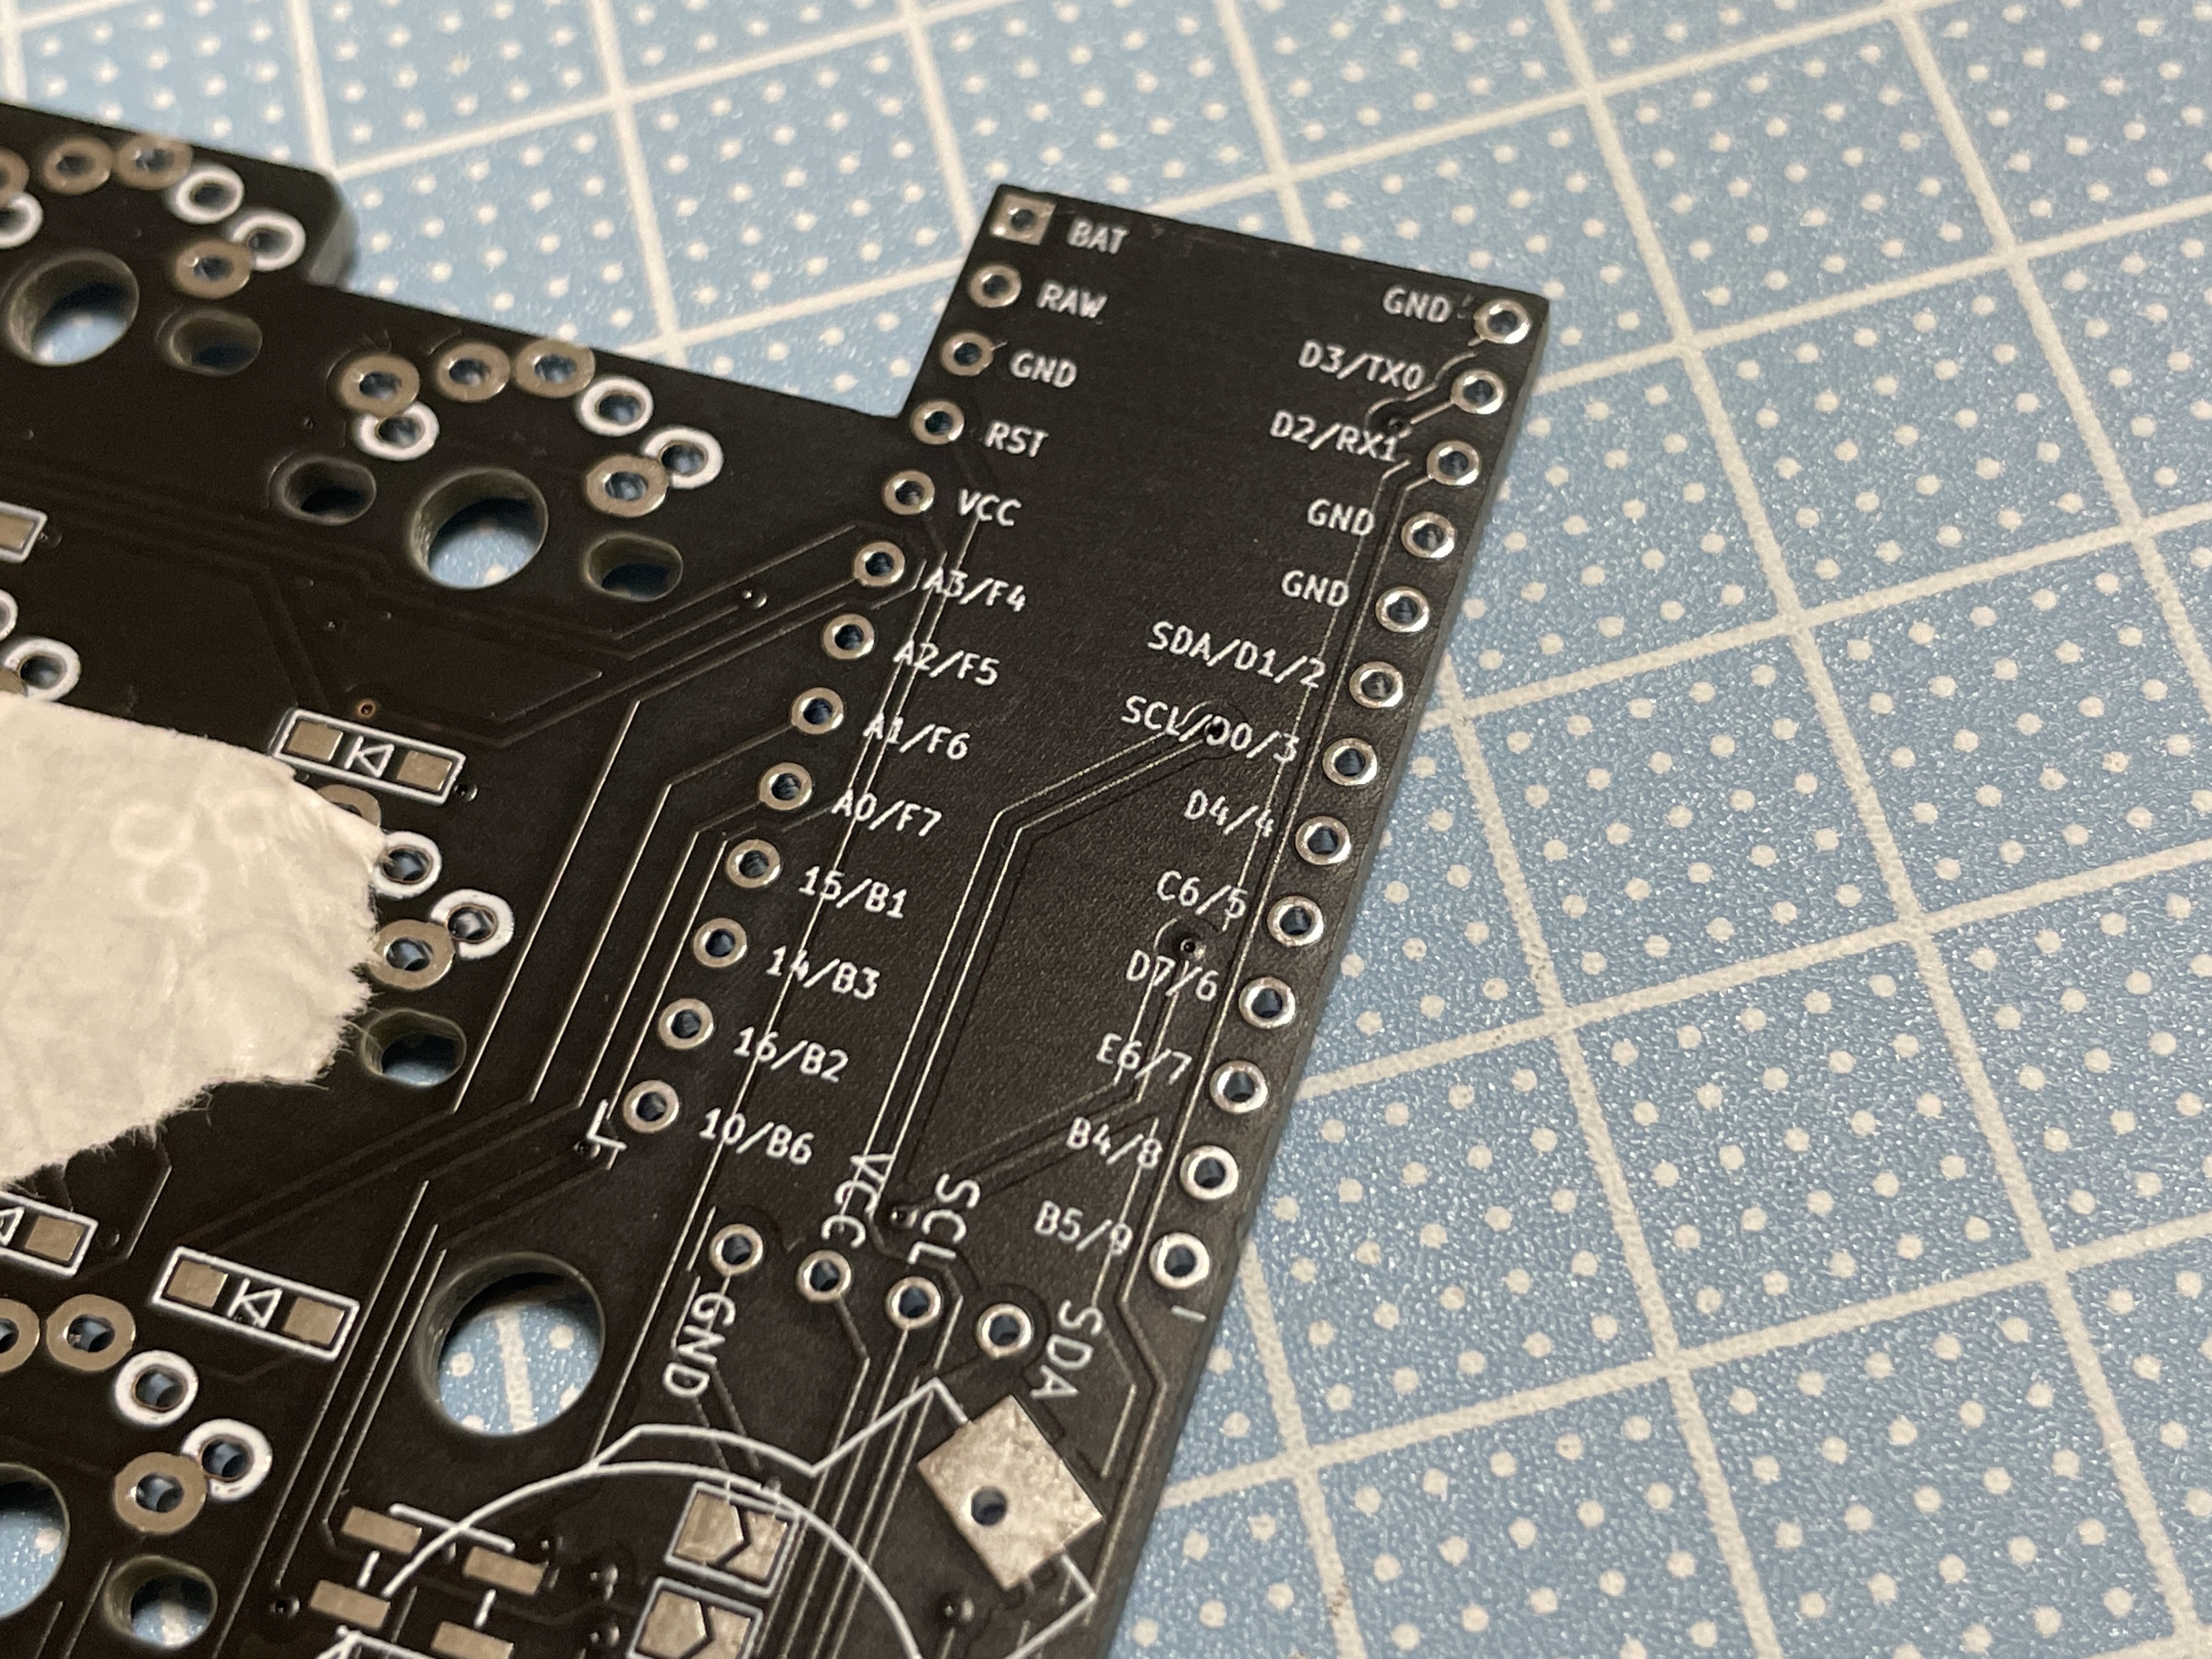 BAT
RAW
GND
RST
VCC
A3/F4
A2/F5
A1/F6
A0/F7
15/B1
14/B3
16/B2
10/B6
GND
D3/TX0
D2/RX1
GND
GND
SDA/D1/2
SCL/D0/3
D4/4
C6/5
D7/6
E6/7
B4/8
B5/9
GND
VCC
SCL
SDA